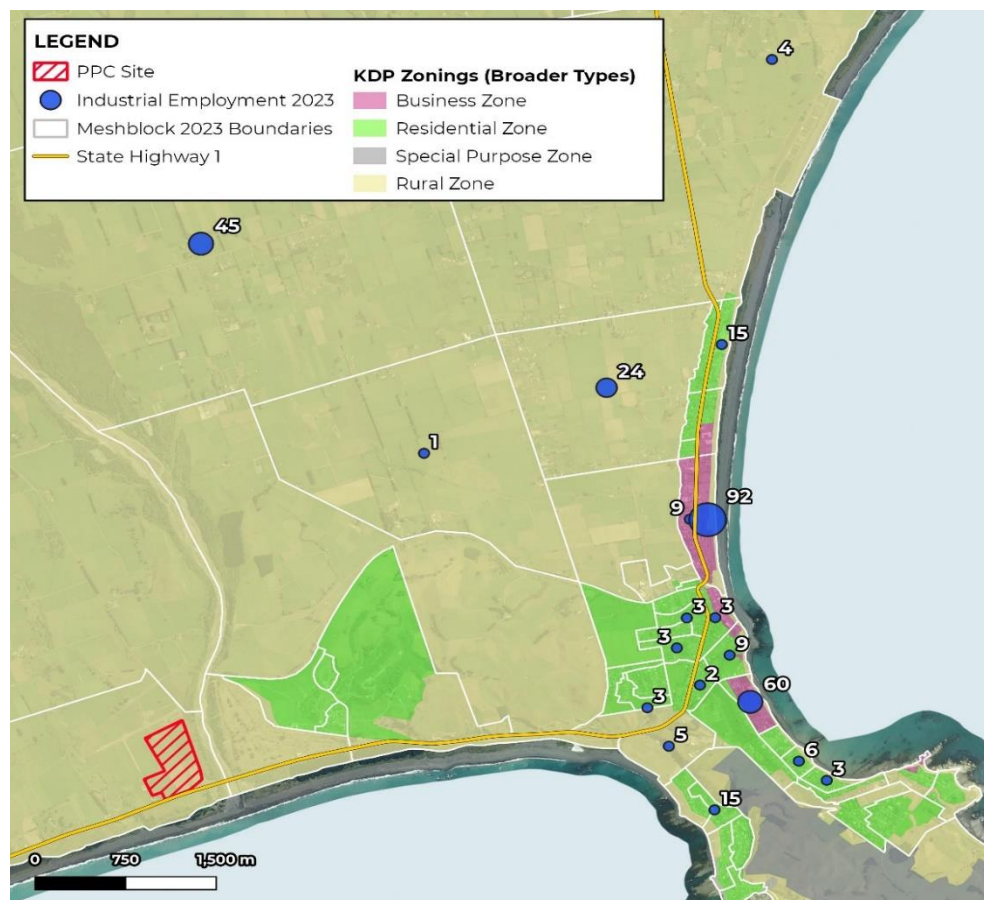 LEGEND
PPC Site
Industrial Employment 2023
Meshblock 2023 Boundaries
State Highway 1
KDP Zonings (Broader Types)
Business Zone
Residential Zone
Special Purpose Zone
Rural Zone
4
45
15
24
1
92
9
3
3
3
9
2
60
3
5
6
3
15
0
750
1,500 m